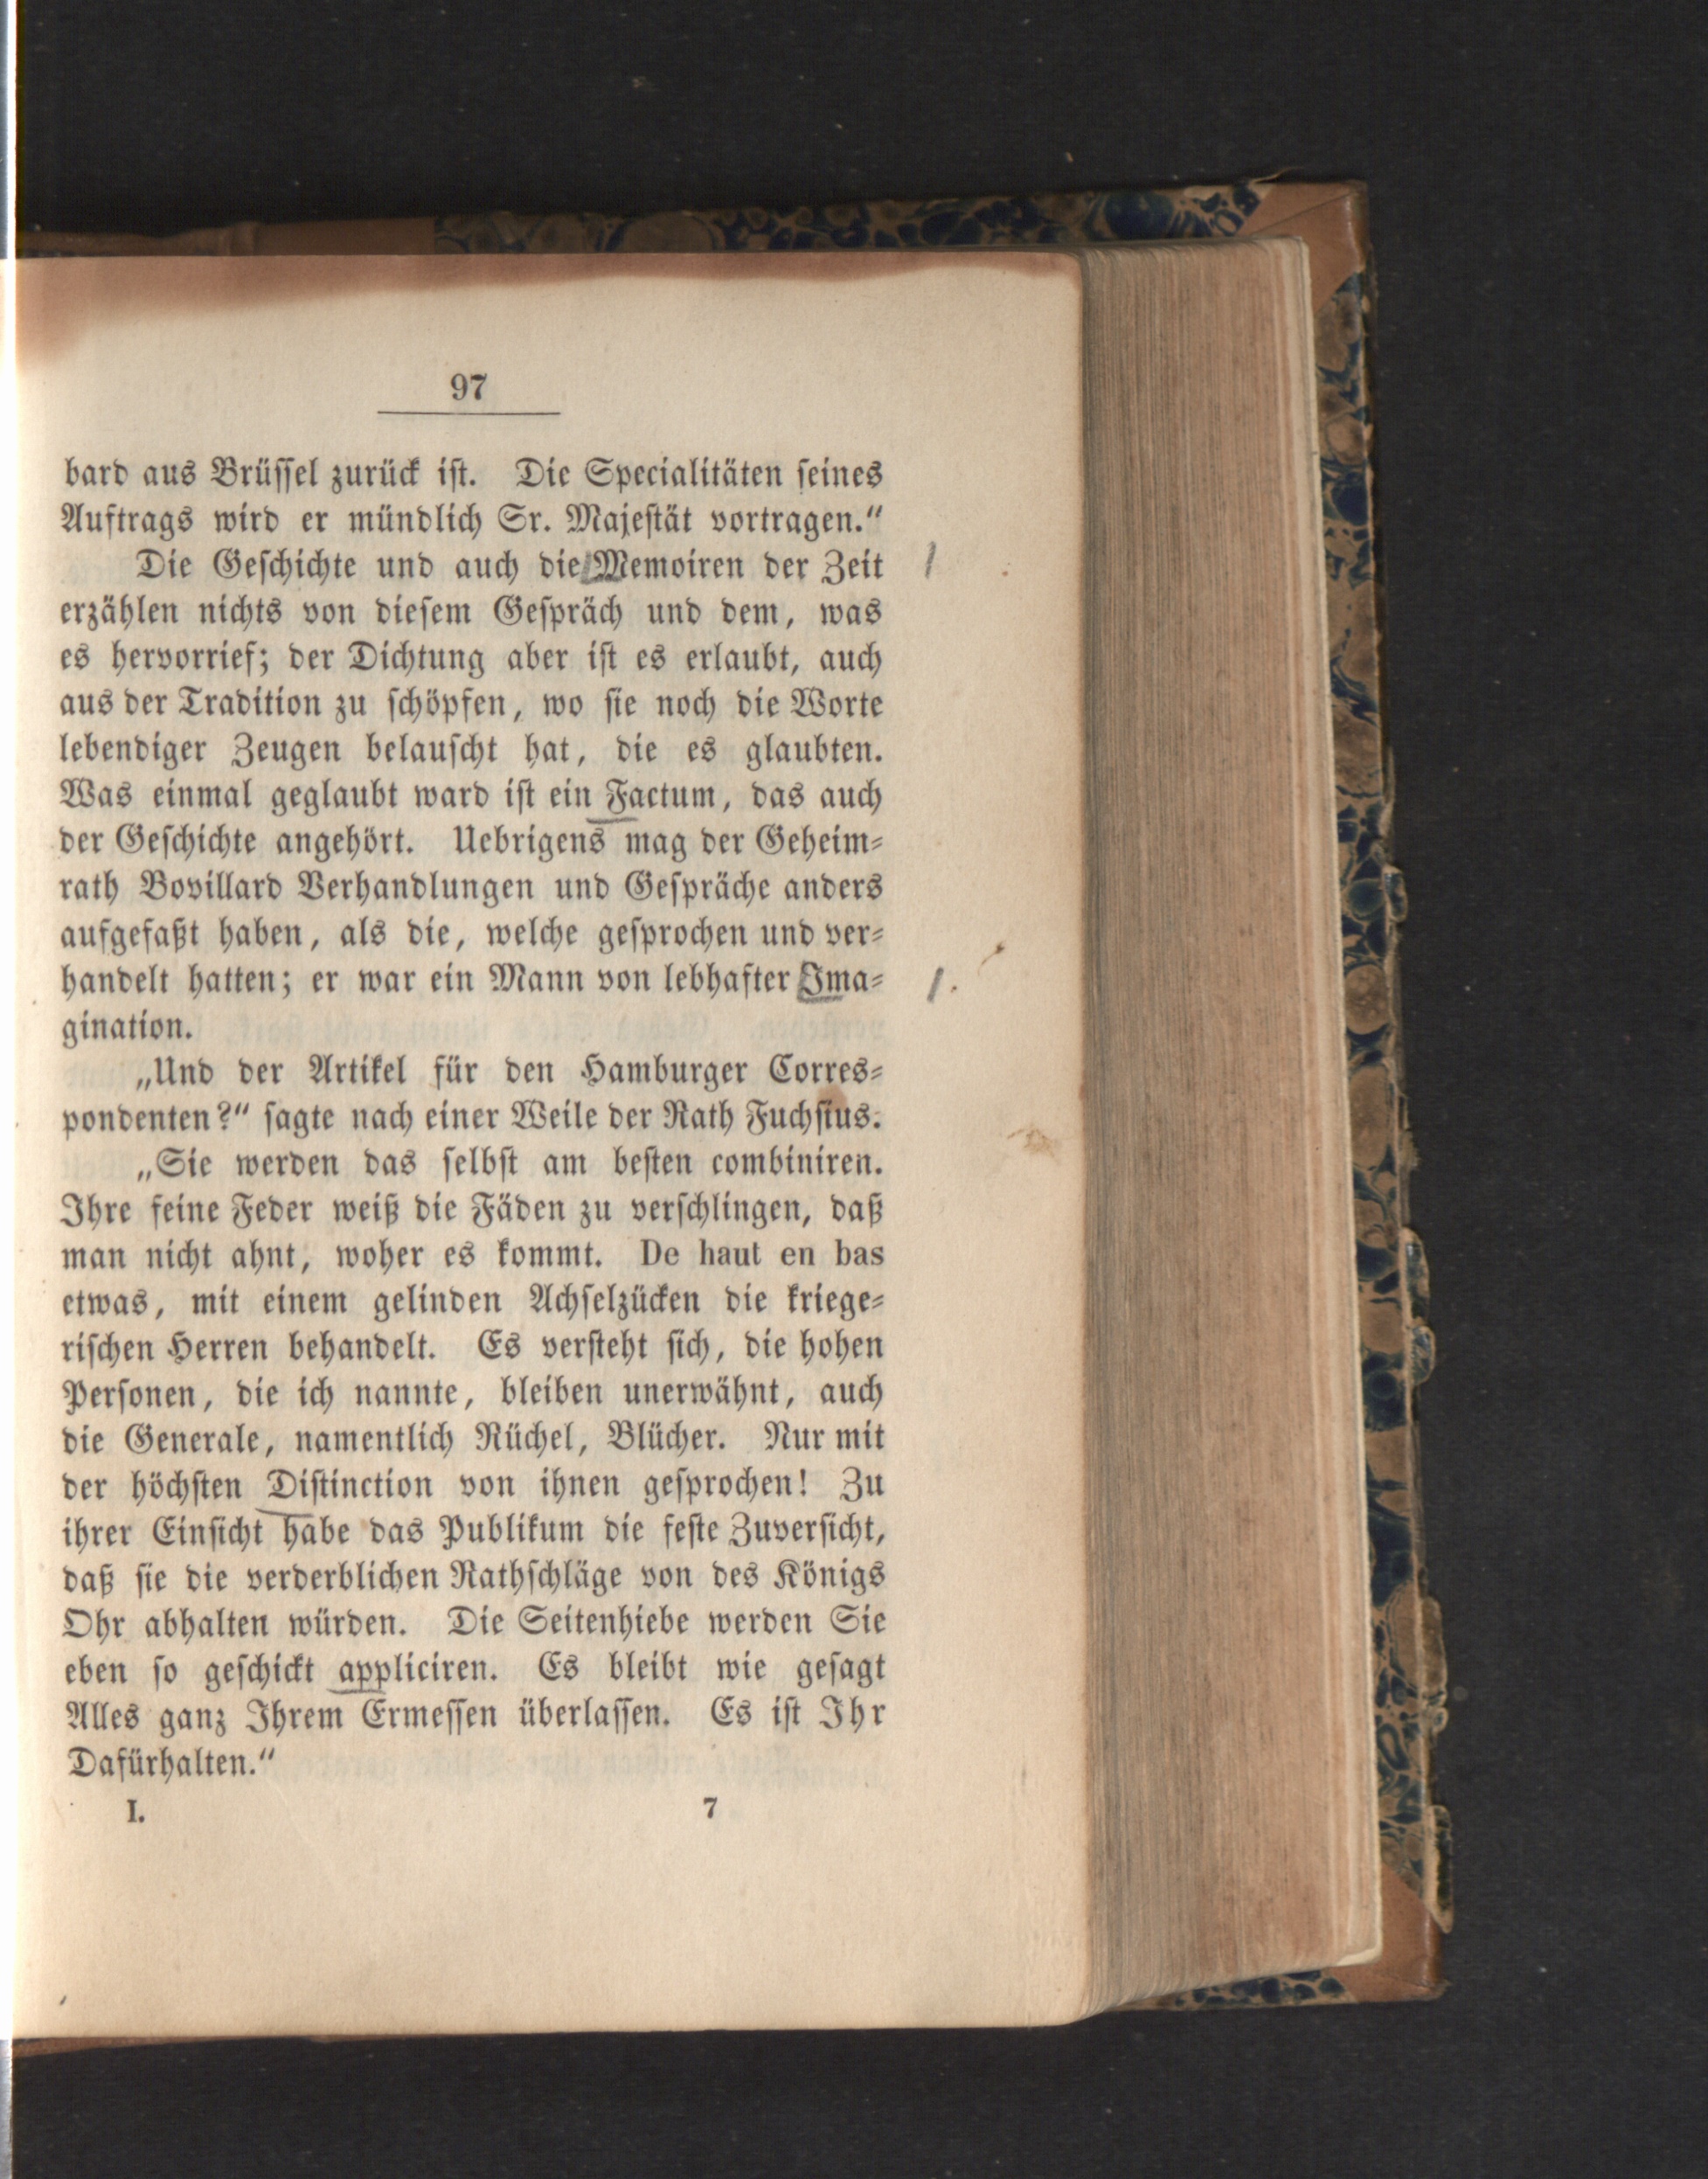 97
bard aus Brüssel zurück ist. Die Specialitäten seines
Auftrags wird er mündlich Sr. Majestät vortragen.“
Die Geschichte und auch die Memoiren der Zeit
erzählen nichts von diesem Gespräch und dem, was
es hervorrief; der Dichtung aber ist es erlaubt, auch
aus der Tradition zu schöpfen, wo sie noch die Worte
lebendiger Zeugen belauscht hat, die es glaubten.
Was einmal geglaubt ward ist ein Factum, das auch
der Geschichte angehört. Uebrigens mag der Geheim-
rath Bovillard Verhandlungen und Gespräche anders
aufgefaßt haben, als die, welche gesprochen und ver-
handelt hatten; er war ein Mann von lebhafter Ima-
gination.
„Und der Artikel für den Hamburger Corres-
pondenten?“ sagte nach einer Weile der Rath Fuchsius.
„Sie werden das selbst am besten combiniren.
Ihre feine Feder weiß die Fäden zu verschlingen, daß
man nicht ahnt, woher es kommt. De haut en bas
etwas, mit einem gelinden Achselzücken die kriege-
rischen Herren behandelt. Es versteht sich, die hohen
Personen, die ich nannte, bleiben unerwähnt, auch
die Generale, namentlich Rüchel, Blücher. Nur mit
der höchsten Distinction von ihnen gesprochen! Zu
ihrer Einsicht habe das Publikum die feste Zuversicht,
daß sie die verderblichen Rathschläge von des Königs
Ohr abhalten würden. Die Seitenhiebe werden Sie
eben so geschickt appliciren. Es bleibt wie gesagt
Alles ganz Ihrem Ermessen überlassen. Es ist Ihr
Dafürhalten.“
I. 7